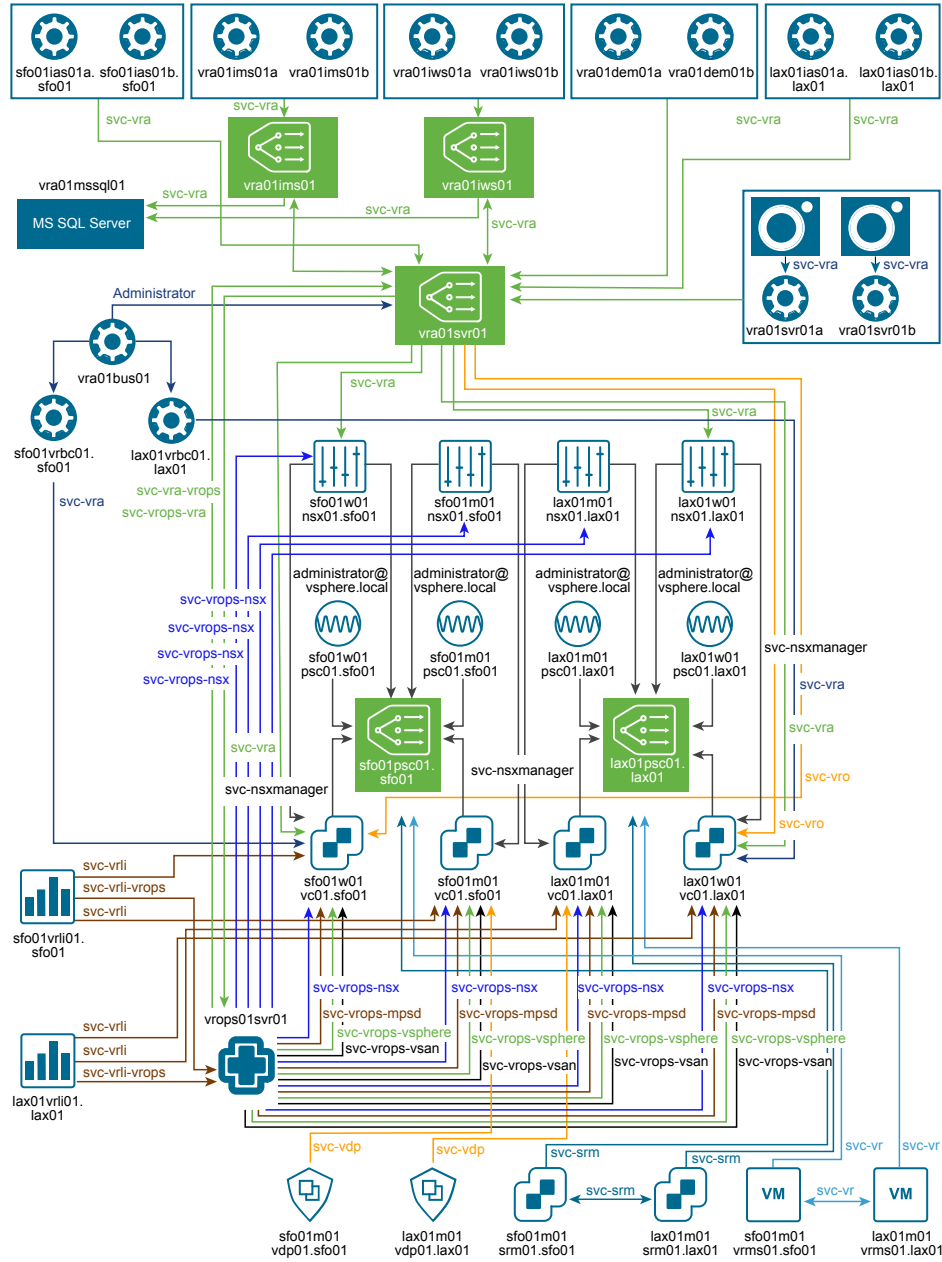 sfo01ias01a.
sfo01
sfo01ias01b.
sfo01
vra01ims01a
vra01ims01b
vra01iws01a
vra01iws01b
vra01dem01a
vra01dem01b
lax01ias01a.
lax01
lax01ias01b.
lax01
svc-vra
svc-vra
svc-vra
svc-vra
svc-vra
vra01ims01
vra01iws01
vra01mssql01
MS SQL Server
svc-vra
svc-vra
svc-vra
svc-vra
svc-vra
vra01svr01a
vra01svr01b
Administrator
vra01svr01
vra01bus01
svc-vra
svc-vra
sfo01vrbc01.
sfo01
lax01vrbc01.
lax01
svc-vra-vrops
svc-vrops-vra
svc-vra
sfo01w01
nsx01.sfo01
sfo01m01
nsx01.sfo01
lax01m01
nsx01.lax01
lax01w01
nsx01.lax01
administrator@
vsphere.local
administrator@
vsphere.local
administrator@
vsphere.local
administrator@
vsphere.local
svc-vrops-nsx
svc-vrops-nsx
svc-vrops-nsx
svc-vrops-nsx
sfo01w01
psc01.sfo01
sfo01m01
psc01.sfo01
lax01m01
psc01.lax01
lax01w01
psc01.lax01
svc-nsxmanager
svc-vra
svc-vra
svc-vra
sfo01psc01.
sfo01
lax01psc01.
lax01
svc-nsxmanager
svc-nsxmanager
svc-vro
svc-vro
sfo01w01
vc01.sfo01
sfo01m01
vc01.sfo01
lax01m01
vc01.lax01
lax01w01
vc01.lax01
svc-vrli
svc-vrli-vrops
svc-vrli
sfo01vrli01.
sfo01
svc-vrops-nsx
svc-vrops-nsx
svc-vrops-nsx
svc-vrops-nsx
vrops01svr01
svc-vrops-mpsd
svc-vrops-mpsd
svc-vrops-mpsd
svc-vrops-mpsd
svc-vrops-vsphere
svc-vrops-vsphere
svc-vrops-vsphere
svc-vrops-vsphere
svc-vrops-vsan
svc-vrops-vsan
svc-vrops-vsan
svc-vrops-vsan
svc-vrli
svc-vrli
svc-vrli-vrops
lax01vrli01.
lax01
svc-vdp
svc-vdp
svc-srm
svc-srm
svc-vr
svc-vr
svc-srm
svc-vr
VM
VM
sfo01m01
vdp01.sfo01
lax01m01
vdp01.lax01
sfo01m01
srm01.sfo01
lax01m01
srm01.lax01
sfo01m01
vrms01.sfo01
lax01m01
vrms01.lax01